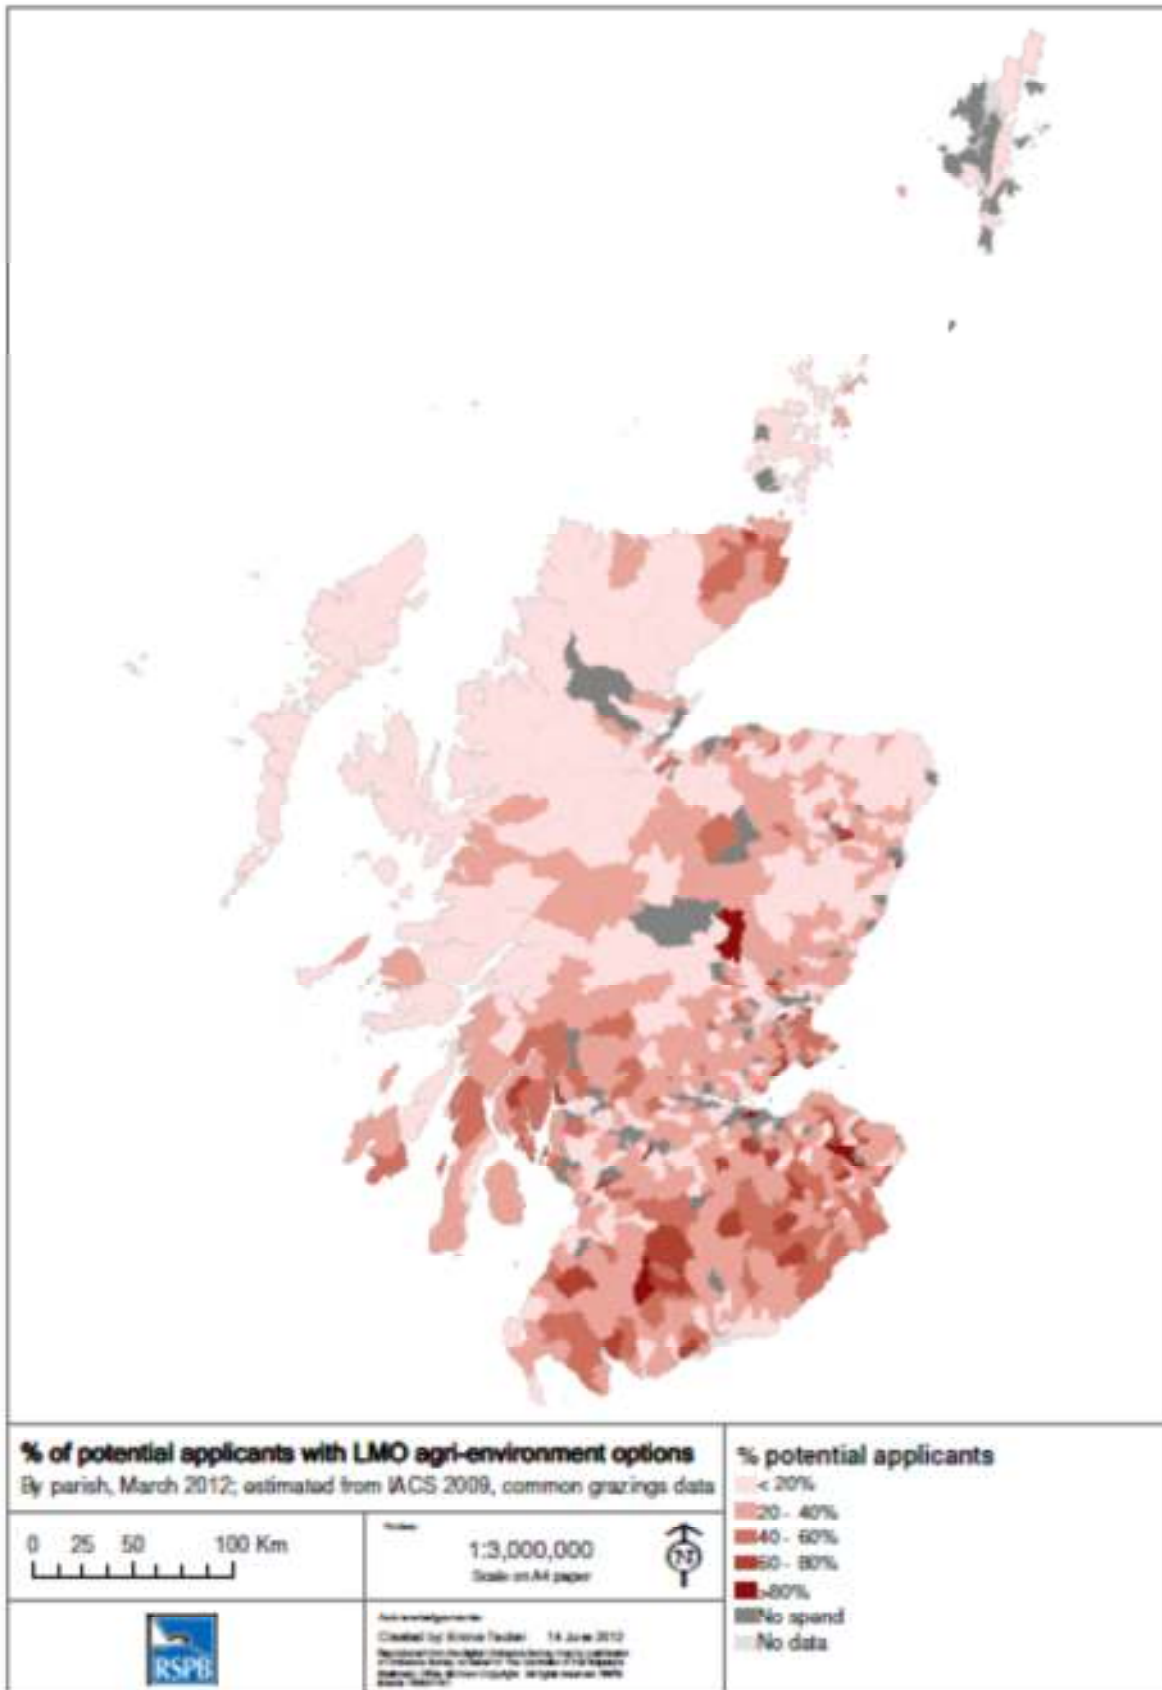 % of potential applicants with LMO agri-environment options
By parish, March 2012; estimated from IACS 2009, common grazings data
0 25 50 100 Km
1:3,000,000
Scale on A4 paper
N
RSPB
Acknowledgements
Created by: 14 June 2012
% potential applicants
< 20%
20 - 40%
40 - 60%
60 - 80%
>80%
No spend
No data